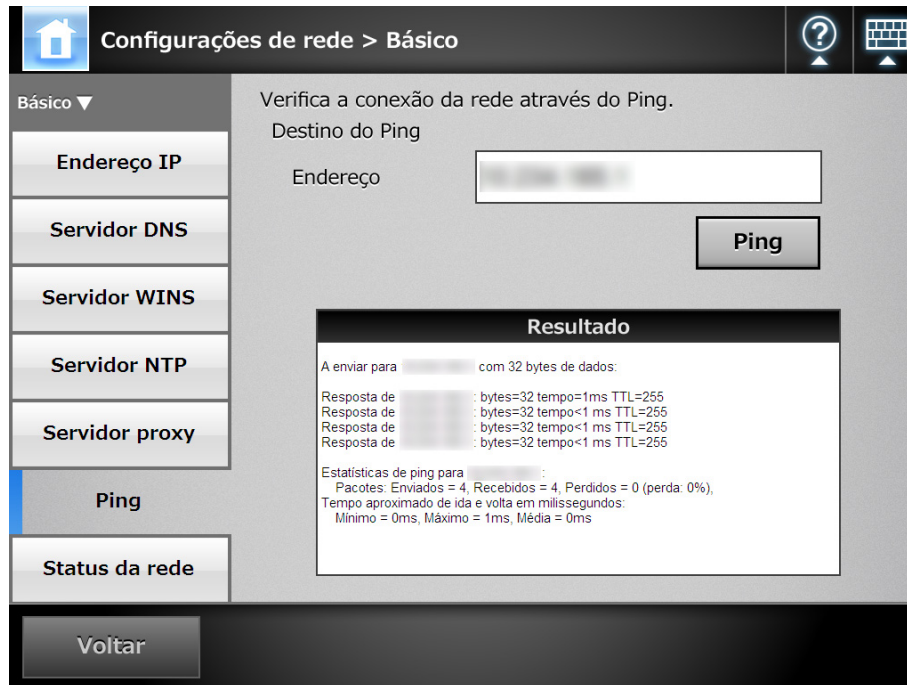 Configurações de rede > Básico
Básico ▼
Endereço IP
Servidor DNS
Servidor WINS
Servidor NTP
Servidor proxy
Ping
Status da rede
Verifica a conexão da rede através do Ping.
Destino do Ping
Endereço
Ping
Resultado
A enviar para com 32 bytes de dados:
Resposta de : bytes=32 tempo=1ms TTL=255
Resposta de : bytes=32 tempo<1 ms TTL=255
Resposta de : bytes=32 tempo<1 ms TTL=255
Resposta de : bytes=32 tempo<1 ms TTL=255
Estatísticas de ping para :
Pacotes: Enviados = 4, Recebidos = 4, Perdidos = 0 (perda: 0%),
Tempo aproximado de ida e volta em milissegundos:
Mínimo = 0ms, Máximo = 1ms, Média = 0ms
Voltar